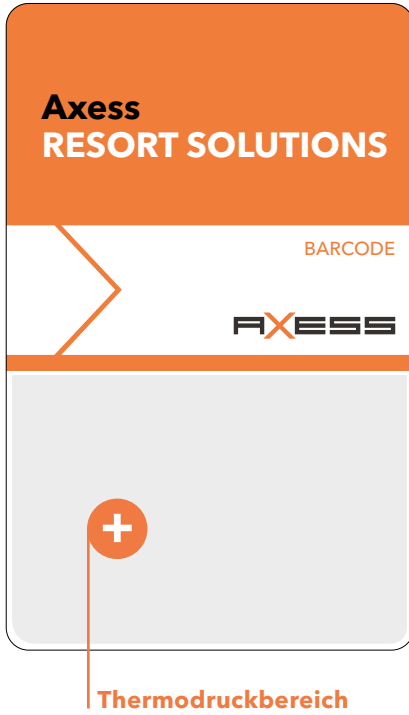 Axess
RESORT SOLUTIONS
BARCODE
AXESS
Thermodruckbereich